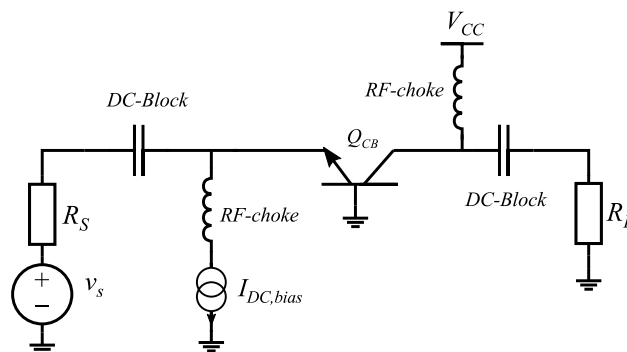 V_CC
DC-Block
RF-choke
Q_CB
R_S
RF-choke
DC-Block
+
−
v_s
I_DC,bias